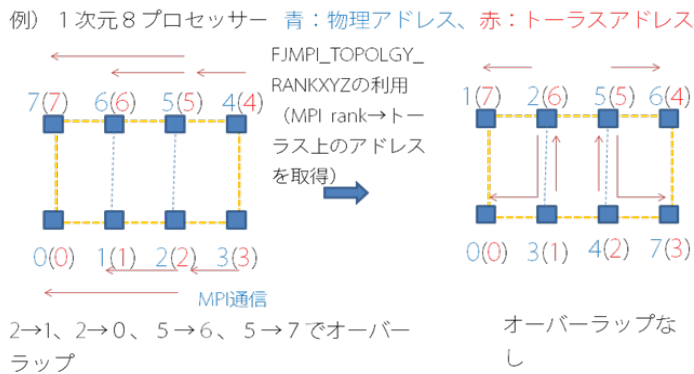 例）１次元８プロセッサー 青：物理アドレス、赤：トーラスアドレス
FJMPI_TOPOLGY_
RANKXYZの利用
（MPI rank→トー
ラス上のアドレス
を取得）
7(7) 6(6) 5(5) 4(4)
0(0) 1(1) 2(2) 3(3)
MPI通信
2→1、2→0、5→6、5→7でオーバー
ラップ
1(7) 2(6) 5(5) 6(4)
0(0) 3(1) 4(2) 7(3)
オーバーラップな
し